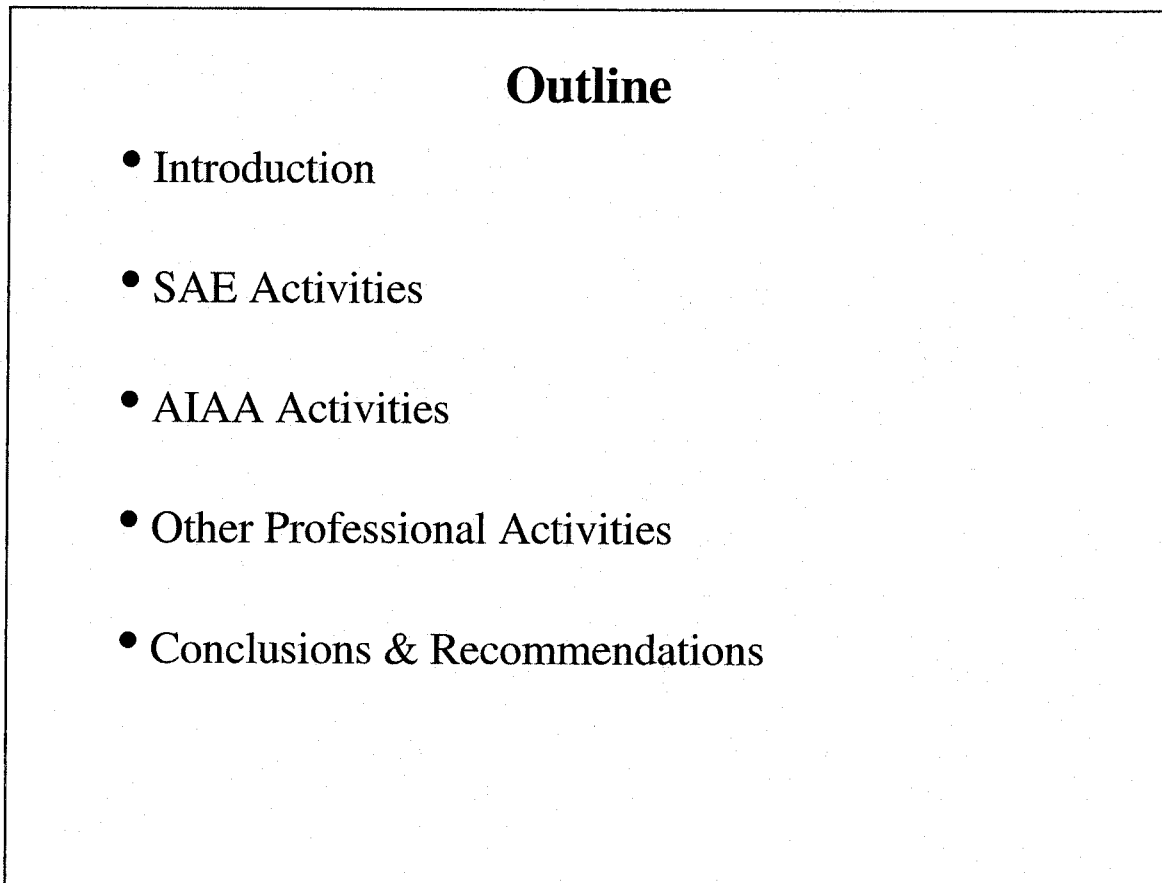 Outline
• Introduction
• SAE Activities
• AIAA Activities
• Other Professional Activities
• Conclusions & Recommendations